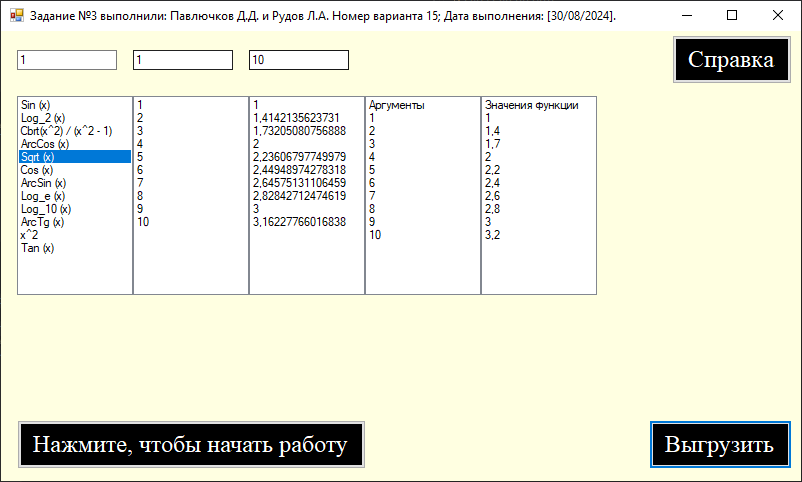 Задание №3 выполнили: Павлючков Д.Д. и Рудов Л.А. Номер варианта 15; Дата выполнения: [30/08/2024].
1
1
10
Справка
Sin (x)
Log_2 (x)
Cbrt(x^2) / (x^2 - 1)
ArcCos (x)
Sqrt (x)
Cos (x)
ArcSin (x)
Log_e (x)
Log_10 (x)
ArcTg (x)
x^2
Tan (x)
1
2
3
4
5
6
7
8
9
10
1
1,4142135623731
1,73205080756888
2
2,23606797749979
2,44948974278318
2,64575131106459
2,82842712474619
3
3,16227766016838
Аргументы
1
2
3
4
5
6
7
8
9
10
Значения функции
1
1,4
1,7
2
2,2
2,4
2,6
2,8
3
3,2
Нажмите, чтобы начать работу
Выгрузить